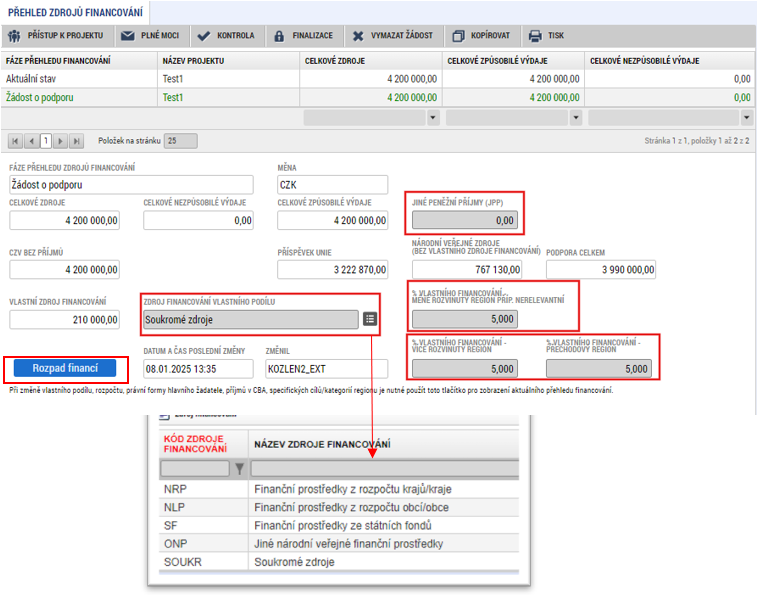 PŘEHLED ZDROJŮ FINANCOVÁNÍ
PŘÍSTUP K PROJEKTU PLNÉ MOCI KONTROLA FINALIZACE VYMAZAT ŽÁDOST KOPÍROVAT TISK
FÁZE PŘEHLEDU FINANCOVÁNÍ NÁZEV PROJEKTU CELKOVÉ ZDROJE CELKOVÉ ZPŮSOBILÉ VÝDAJE CELKOVÉ NEZPŮSOBILÉ VÝDAJE
Aktuální stav Test1 4 200 000,00 4 200 000,00 0,00
Žádost o podporu Test1 4 200 000,00 4 200 000,00 0,00
1 Položek na stránku 25 Stránka 1 z 1, položky 1 až 2 z 2
FÁZE PŘEHLEDU ZDROJŮ FINANCOVÁNÍ MĚNA
Žádost o podporu CZK
CELKOVÉ ZDROJE CELKOVÉ NEZPŮSOBILÉ VÝDAJE CELKOVÉ ZPŮSOBILÉ VÝDAJE JINÉ PENĚŽNÍ PŘÍJMY (JPP)
4 200 000,00 0,00 4 200 000,00 0,00
NÁRODNÍ VEŘEJNÉ ZDROJE
CZV BEZ PŘÍJMŮ PŘÍSPĚVEK UNIE (BEZ VLASTNÍHO ZDROJE FINANCOVÁNÍ) PODPORA CELKEM
4 200 000,00 3 222 870,00 767 130,00 3 990 000,00
% VLASTNÍHO FINANCOVÁNÍ -
VLASTNÍ ZDROJ FINANCOVÁNÍ ZDROJ FINANCOVÁNÍ VLASTNÍHO PODÍLU MÉNĚ ROZVINUTÝ REGION PŘÍP. NERELEVANTNÍ
210 000,00 Soukromé zdroje 5,000
% VLASTNÍHO FINANCOVÁNÍ - % VLASTNÍHO FINANCOVÁNÍ -
DATUM A ČAS POSLEDNÍ ZMĚNY ZMĚNIL VÍCE ROZVINUTÝ REGION PŘECHODOVÝ REGION
Rozpad financí 08.01.2025 13:35 KOZLEN2_EXT 5,000 5,000
Při změně vlastního podílu, rozpočtu, právní formy hlavního žadatele, příjmů v CBA, specifických cílů/kategorií regionu je nutné použít toto tlačítko pro zobrazení aktuálního přehledu financování.
KÓD ZDROJE
FINANCOVÁNÍ NÁZEV ZDROJE FINANCOVÁNÍ
NRP Finanční prostředky z rozpočtu krajů/kraje
NLP Finanční prostředky z rozpočtu obcí/obce
SF Finanční prostředky ze státních fondů
ONP Jiné národní veřejné finanční prostředky
SOUKR Soukromé zdroje